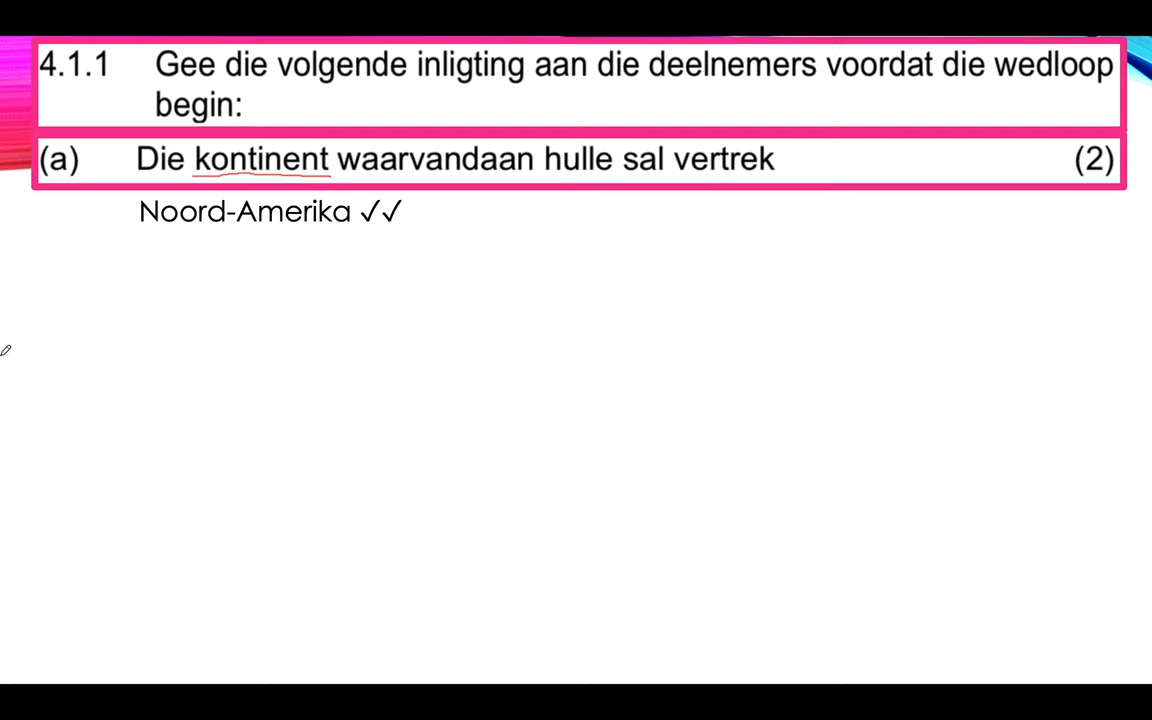 4.1.1 Gee die volgende inligting aan die deelnemers voordat die wedloop
begin:
(a) Die kontinent waarvandaan hulle sal vertrek (2)
Noord-Amerika ✓✓